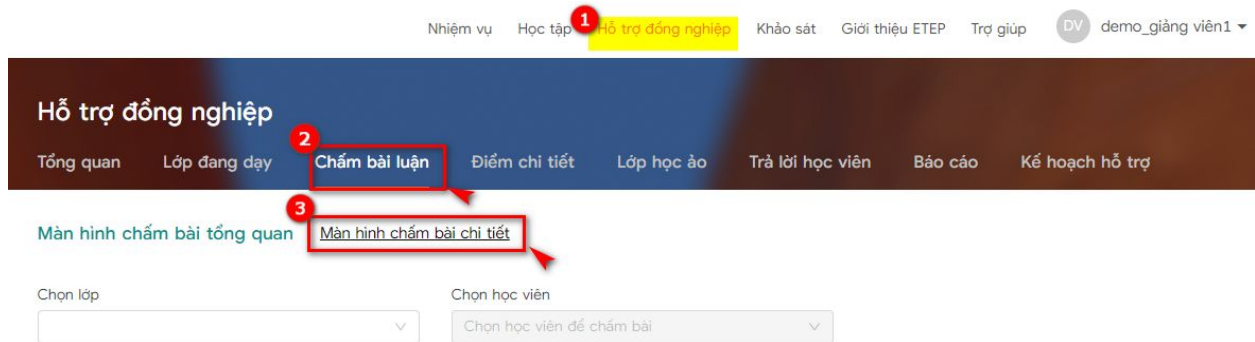 Nhiệm vụ Học tập 1 Hỗ trợ đồng nghiệp Khảo sát Giới thiệu ETEP Trợ giúp DV demo_giảng viên1
Hỗ trợ đồng nghiệp
2
Tổng quan Lớp đang dạy Chấm bài luận Điểm chi tiết Lớp học ảo Trả lời học viên Báo cáo Kế hoạch hỗ trợ
3
Màn hình chấm bài tổng quan Màn hình chấm bài chi tiết
Chọn lớp Chọn học viên
Chọn học viên để chấm bài